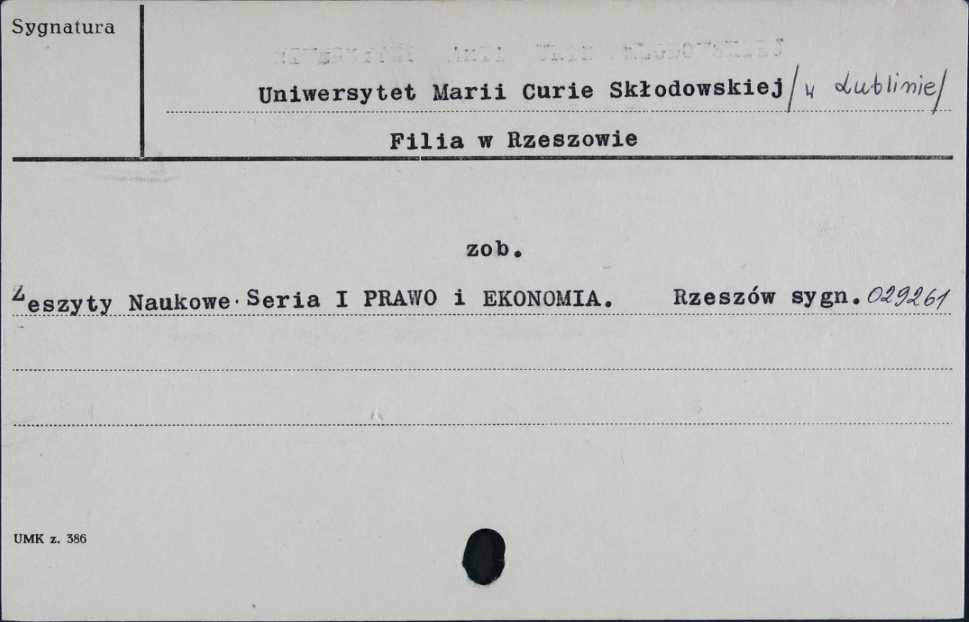 Sygnatura
Uniwersytet Marii Curie Skłodowskiej /w Lublinie/
Filia w Rzeszowie
zob.
Zeszyty Naukowe Seria I PRAWO i EKONOMIA. Rzeszów sygn. 029261
UMK z. 386